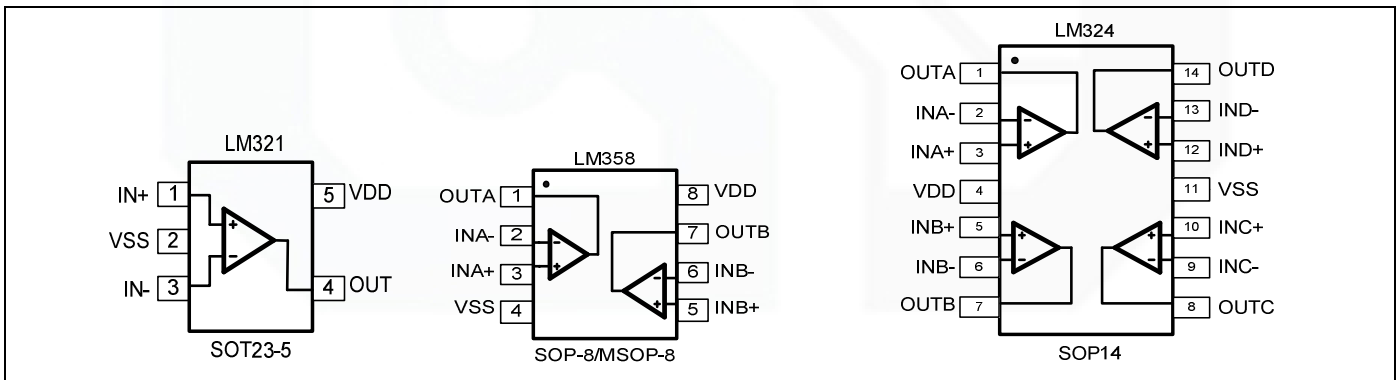 LM321
IN+ 1 5 VDD
VSS 2
IN- 3 4 OUT
+
-
SOT23-5
LM358
OUTA 1 8 VDD
INA- 2 7 OUTB
INA+ 3 6 INB-
VSS 4 5 INB+
-
+
-
+
SOP-8/MSOP-8
LM324
OUTA 1 14 OUTD
INA- 2 13 IND-
INA+ 3 12 IND+
VDD 4 11 VSS
INB+ 5 10 INC+
INB- 6 9 INC-
OUTB 7 8 OUTC
-
+
-
+
+
-
+
-
SOP14